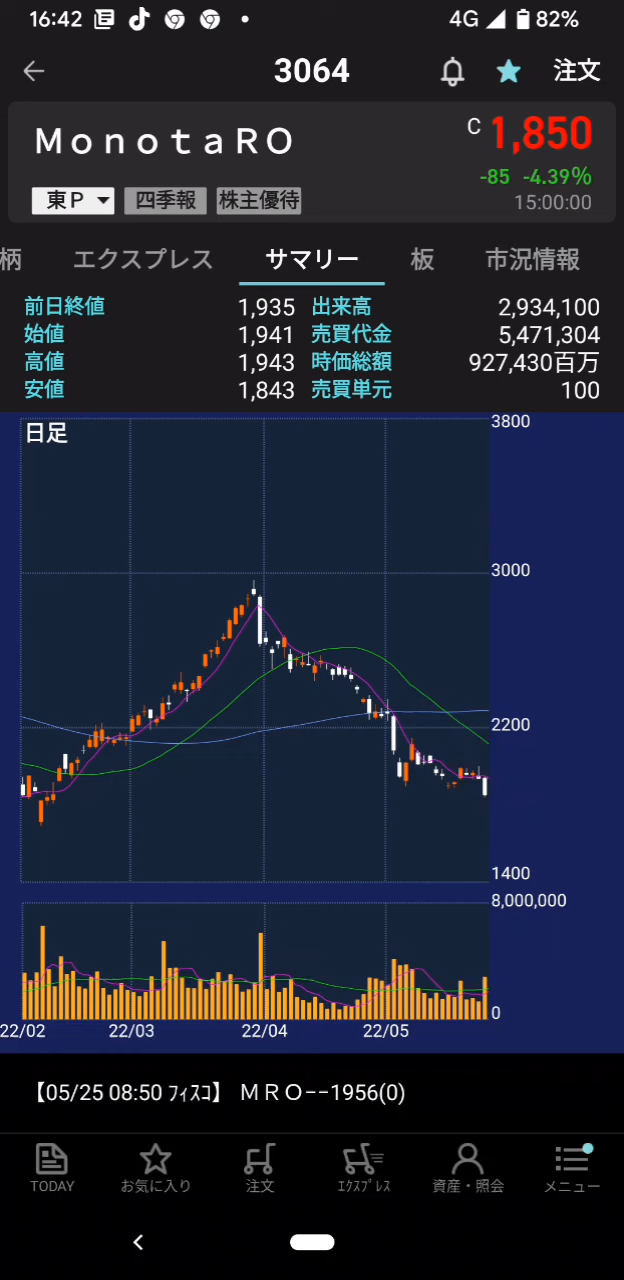 16:42 4G 82%
3064 注文
ＭｏｎｏｔａＲＯ C 1,850
-85 -4.39%
東Ｐ 四季報 株主優待 15:00:00
柄 エクスプレス サマリー 板 市況情報
前日終値 1,935 出来高 2,934,100
始値 1,941 売買代金 5,471,304
高値 1,943 時価総額 927,430百万
安値 1,843 売買単元 100
日足
3800
3000
2200
1400
8,000,000
0
22/02 22/03 22/04 22/05
【05/25 08:50 ﾌｨｽｺ】 ＭＲＯ−−1956(0)
TODAY お気に入り 注文 ｴｸｽﾌﾟﾚｽ 資産・照会 メニュー